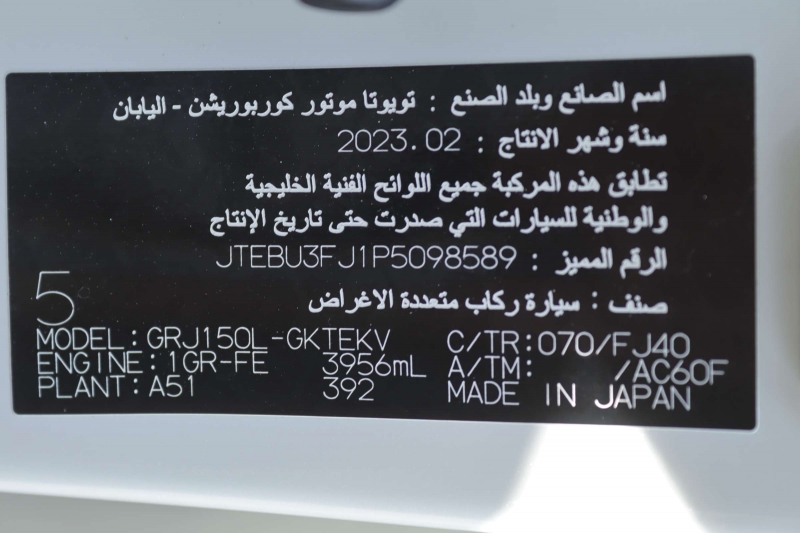 اسم الصانع وبلد الصنع : تويوتا موتور كوربوريشن - اليابان
سنة وشهر الانتاج : 2023.02
تطابق هذه المركبة جميع اللوائح الفنية الخليجية
والوطنية للسيارات التي صدرت حتى تاريخ الإنتاج
الرقم المميز : JTEBU3FJ1P5098589
صنف : سيارة ركاب متعددة الاغراض
5
MODEL:GRJ150L-GKTEKV C/TR:070/FJ40
ENGINE:1GR-FE 3956mL A/TM: /AC60F
PLANT:A51 392 MADE IN JAPAN